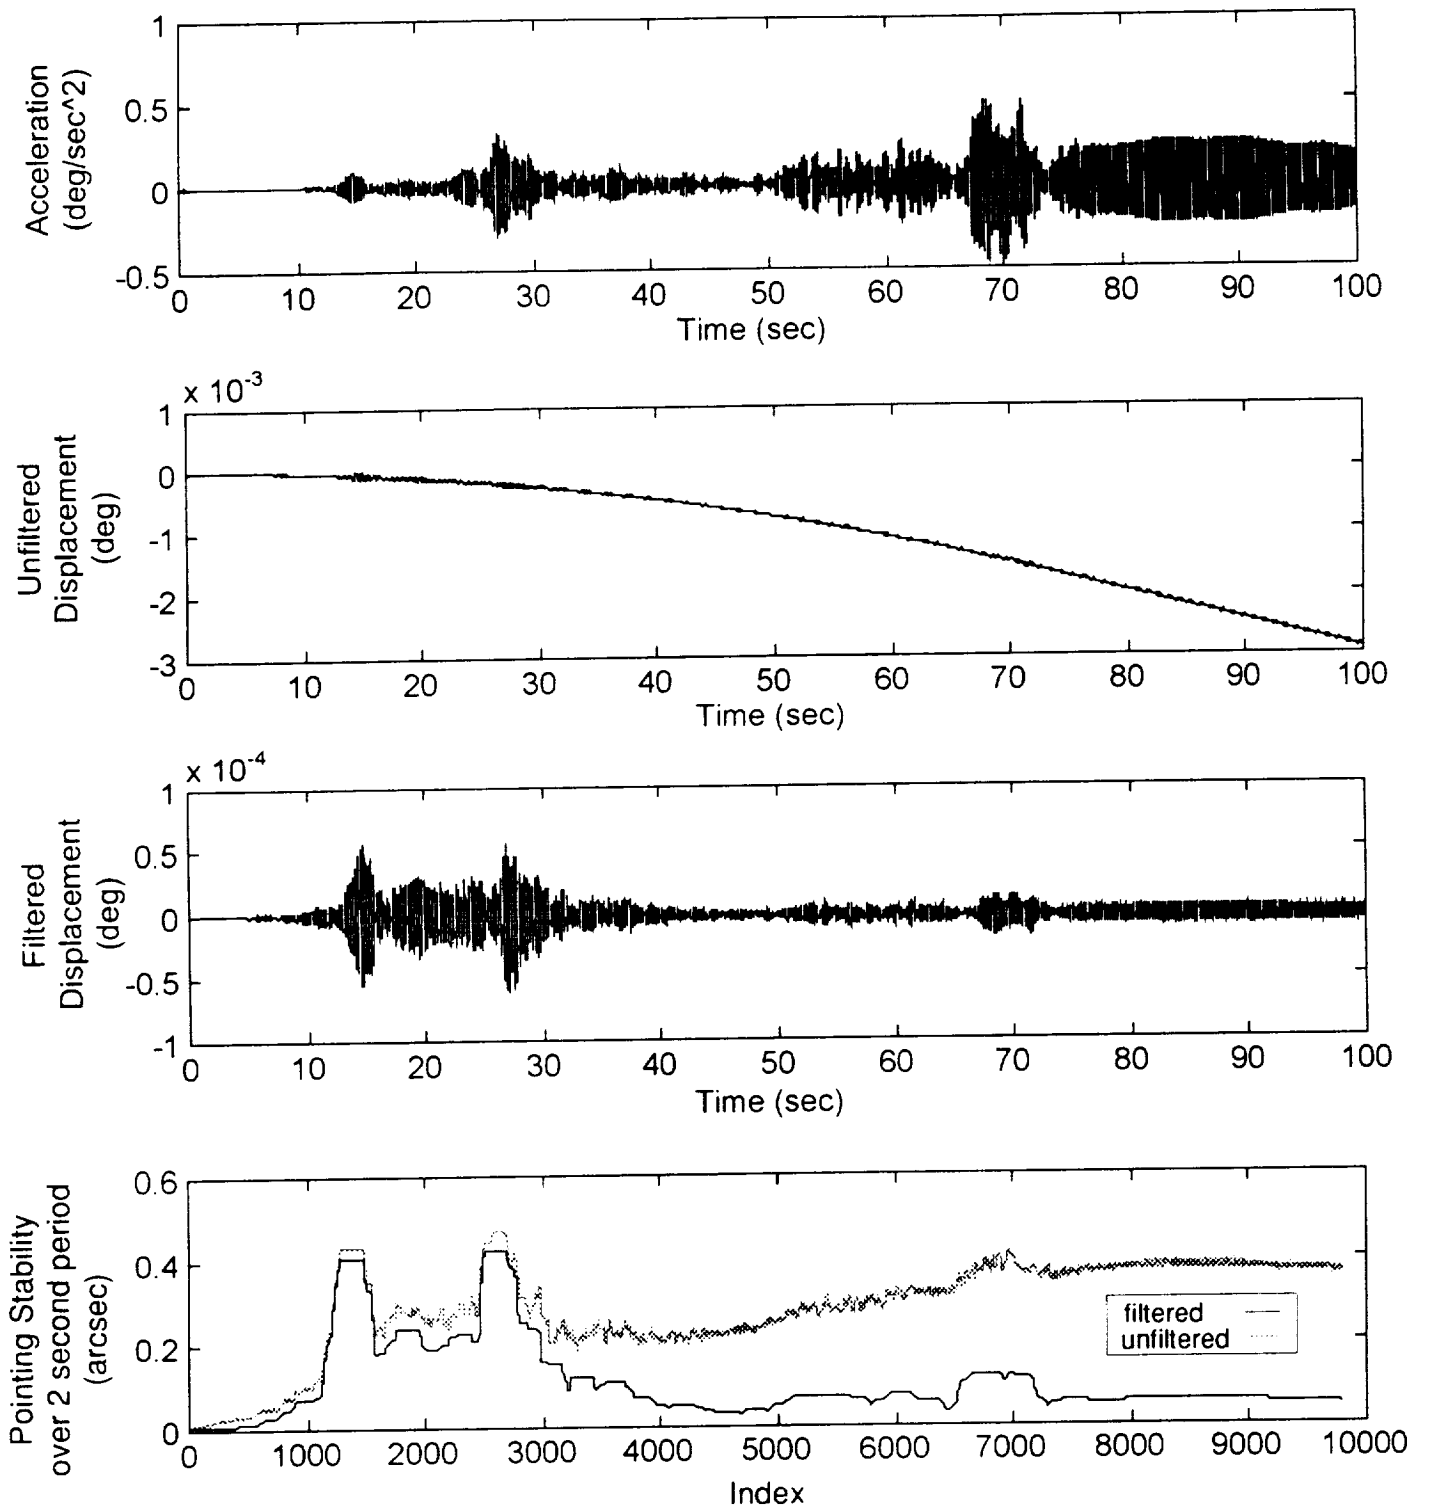 Acceleration
(deg/sec^2)
1
0.5
0
-0.5
0 10 20 30 40 50 60 70 80 90 100
Time (sec)
x 10-3
Unfiltered
Displacement
(deg)
1
0
-1
-2
-3
0 10 20 30 40 50 60 70 80 90 100
Time (sec)
x 10-4
Filtered
Displacement
(deg)
1
0.5
0
-0.5
-1
0 10 20 30 40 50 60 70 80 90 100
Time (sec)
Pointing Stability
over 2 second period
(arcsec)
0.6
0.4
0.2
0
filtered
unfiltered
0 1000 2000 3000 4000 5000 6000 7000 8000 9000 10000
Index